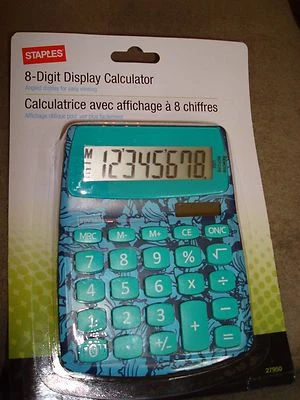 STAPLES
8-Digit Display Calculator
Angled display for easy viewing
Calculatrice avec affichage à 8 chiffres
Affichage oblique pour voir plus facilement
M
12345678.
MRC M- M+ CE ON/C
7 8 9 % √
4 5 6 x ÷
1 2 3 + −
0 . +/− =
27950